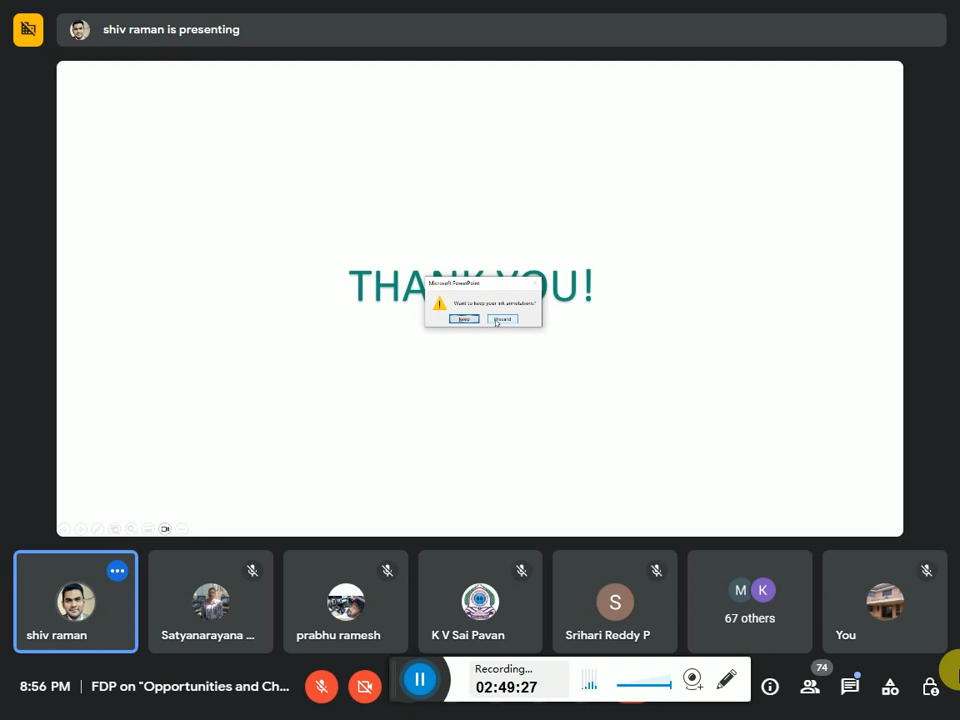 shiv raman is presenting
THANK YOU!
Microsoft PowerPoint
Want to keep your ink annotations?
Keep
Discard
shiv raman
Satyanarayana ...
prabhu ramesh
K V Sai Pavan
S
Srihari Reddy P
M K
67 others
You
8:56 PM | FDP on "Opportunities and Ch...
Recording...
02:49:27
74